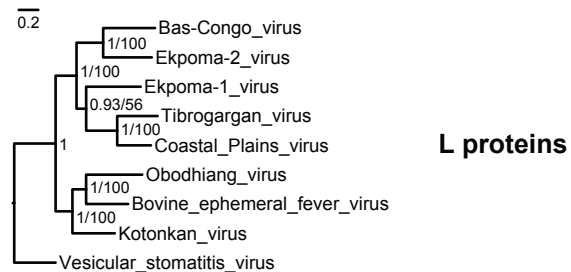 0.2
Bas-Congo_virus
1/100
Ekpoma-2_virus
1/100
Ekpoma-1_virus
0.93/56
Tibrogargan_virus
1/100
Coastal_Plains_virus
L proteins
1
Obodhiang_virus
1/100
Bovine_ephemeral_fever_virus
1/100
Kotonkan_virus
Vesicular_stomatitis_virus